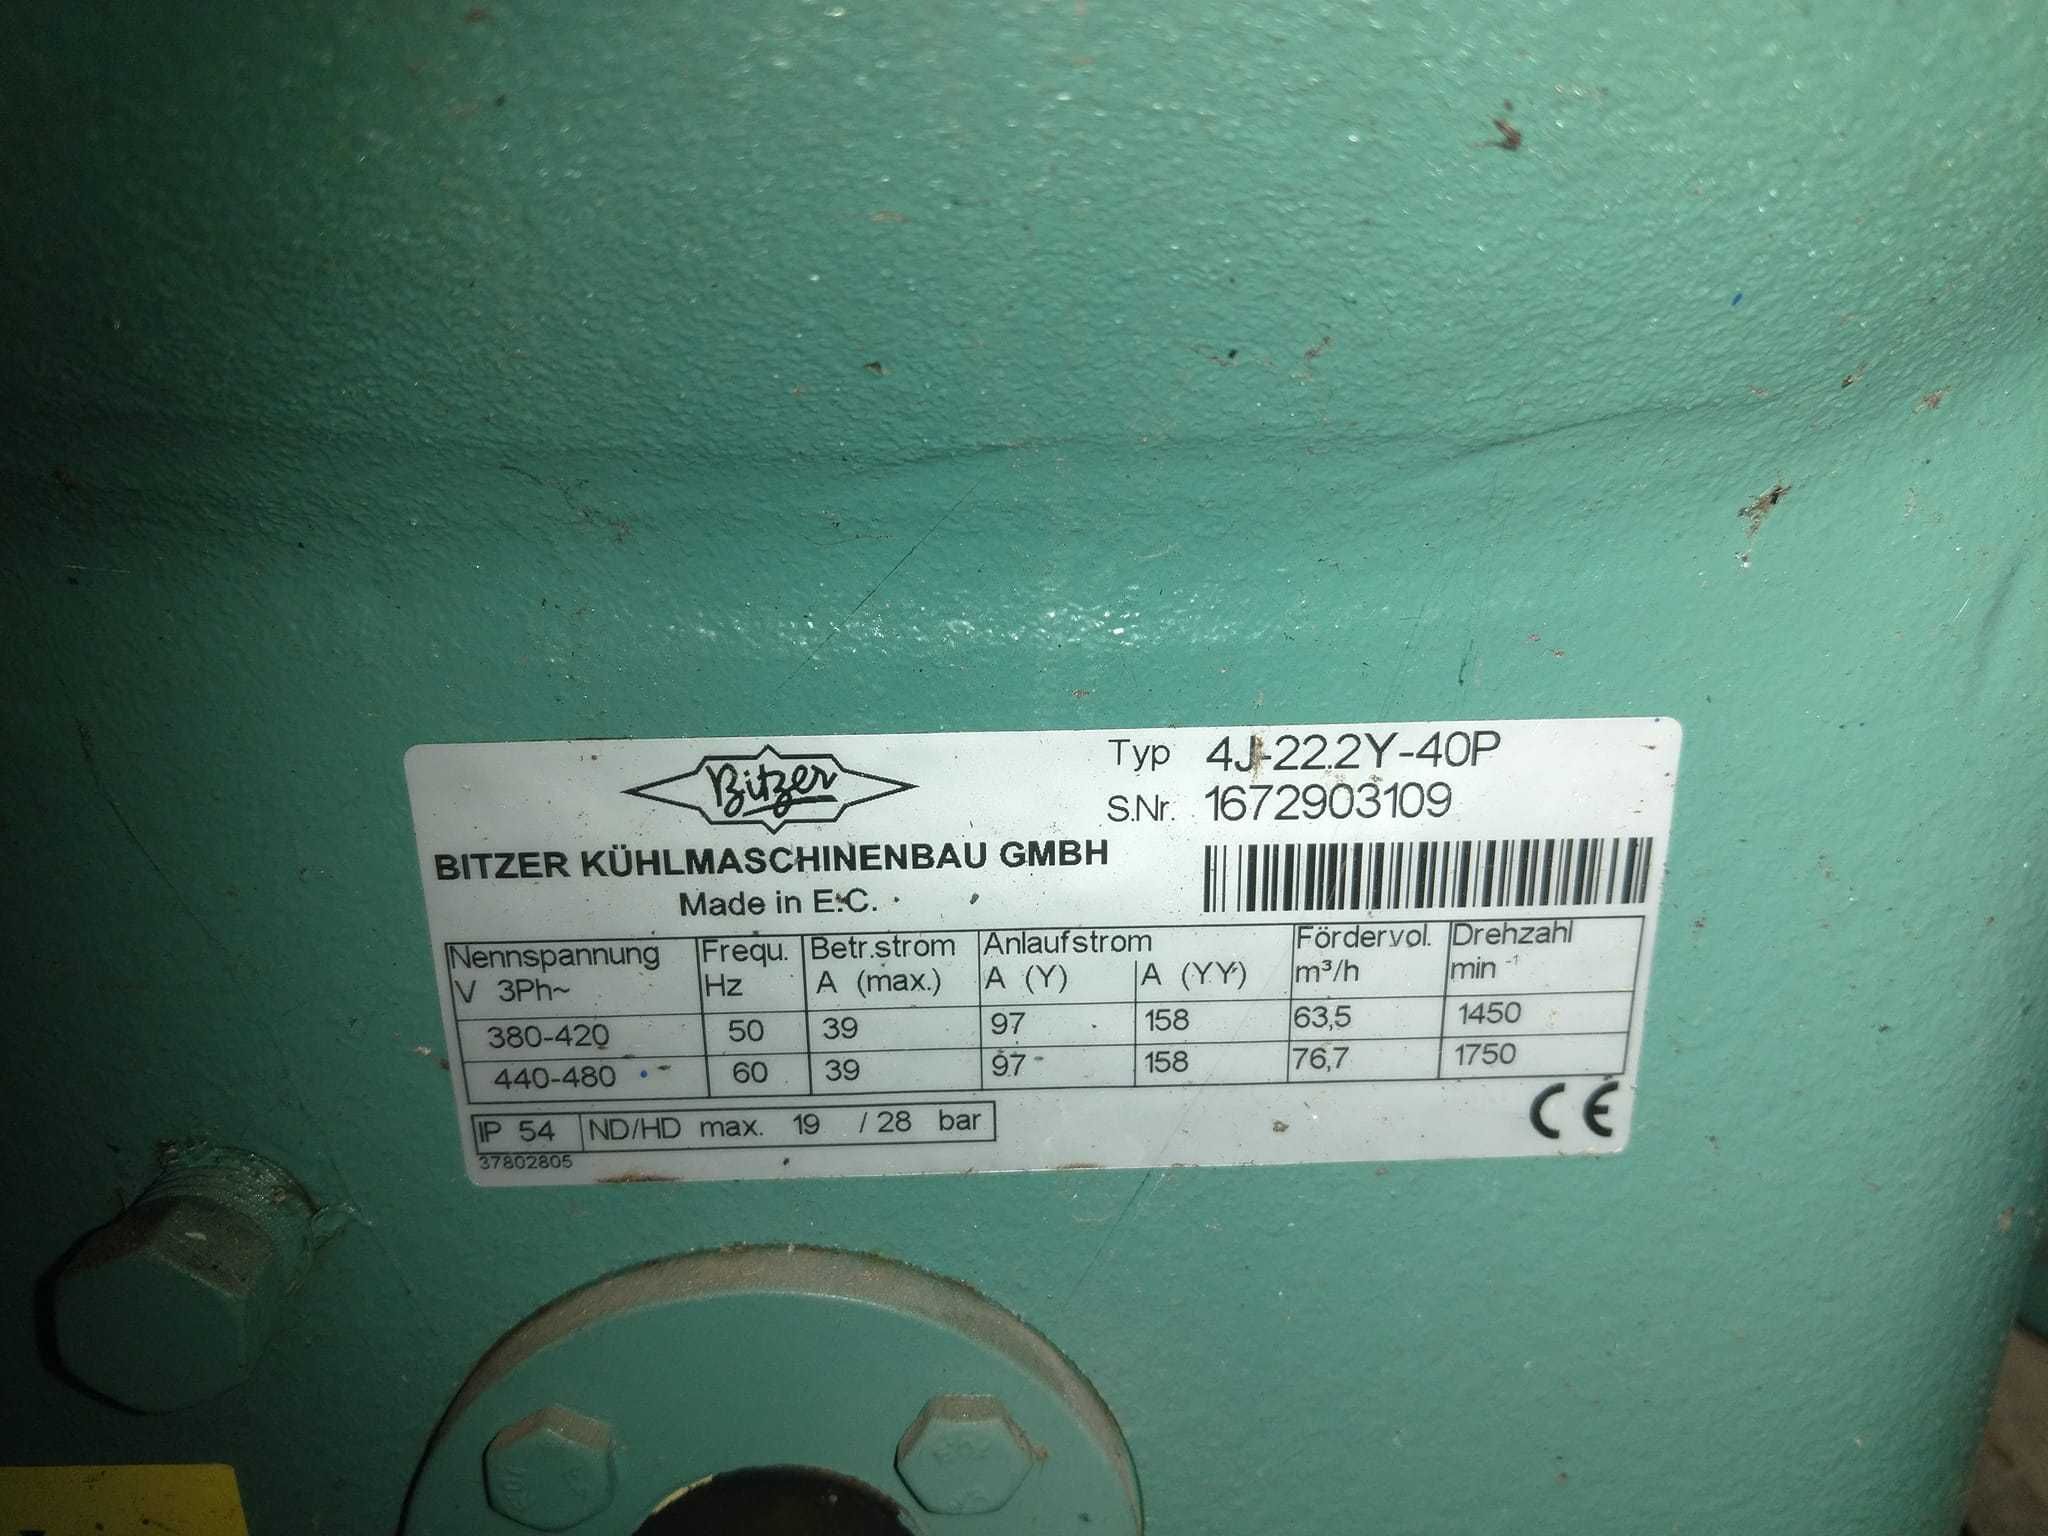 Bitzer
Typ 4J-22.2Y-40P
S.Nr. 1672903109
BITZER KÜHLMASCHINENBAU GMBH
Made in E.C.
Nennspannung Frequ. Betr.strom Anlaufstrom Fördervol. Drehzahl
V 3Ph~ Hz A (max.) A (Y) A (YY) m³/h min⁻¹
380-420 50 39 97 158 63,5 1450
440-480 60 39 97 158 76,7 1750
IP 54 ND/HD max. 19 / 28 bar
CE
37802805